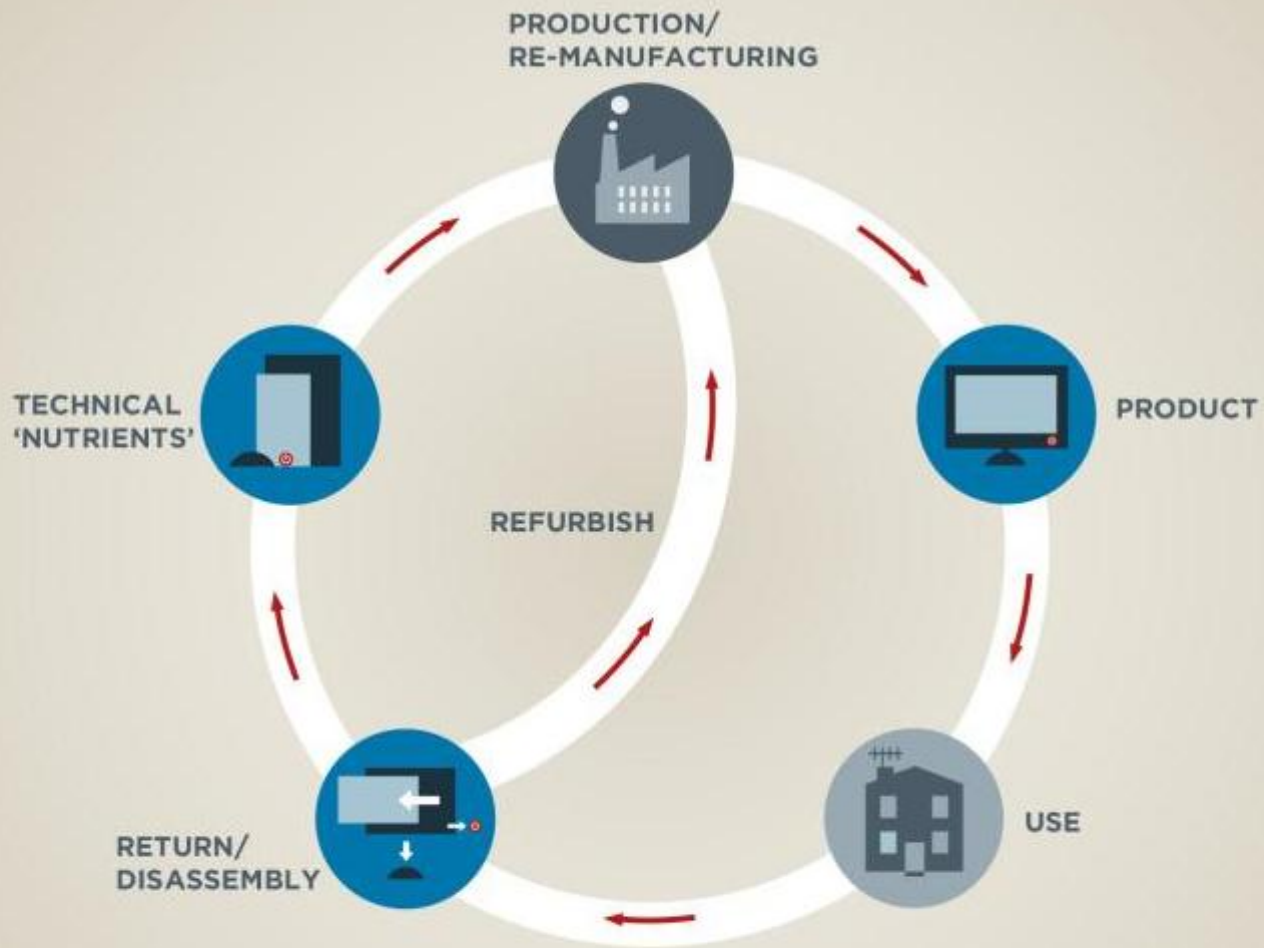 PRODUCTION/
RE-MANUFACTURING
TECHNICAL
‘NUTRIENTS’
PRODUCT
REFURBISH
USE
RETURN/
DISASSEMBLY